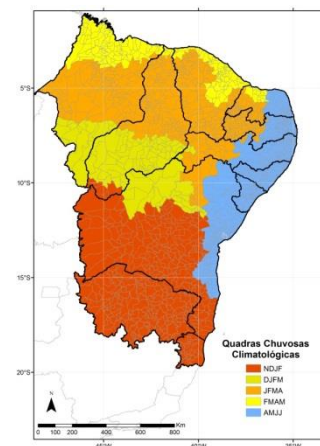 5°S
10°S
15°S
20°S
Quadras Chuvosas
Climatológicas
NDJF
DJFM
JFMA
FMAM
AMJJ
N
0 100 200 400 600 800
Km